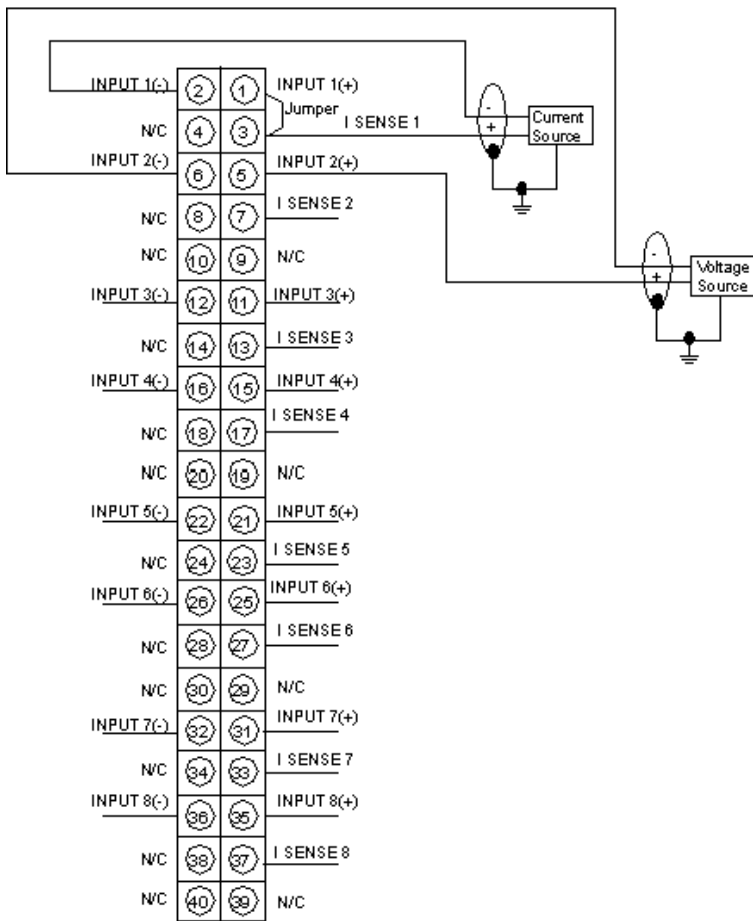 INPUT 1(-) 2 1 INPUT 1(+)
Jumper
N/C 4 3 I SENSE 1
- + Current
Source
INPUT 2(-) 6 5 INPUT 2(+)
N/C 8 7 I SENSE 2
N/C 10 9 N/C
- + Voltage
Source
INPUT 3(-) 12 11 INPUT 3(+)
N/C 14 13 I SENSE 3
INPUT 4(-) 16 15 INPUT 4(+)
N/C 18 17 I SENSE 4
N/C 20 19 N/C
INPUT 5(-) 22 21 INPUT 5(+)
N/C 24 23 I SENSE 5
INPUT 6(-) 26 25 INPUT 6(+)
N/C 28 27 I SENSE 6
N/C 30 29 N/C
INPUT 7(-) 32 31 INPUT 7(+)
N/C 34 33 I SENSE 7
INPUT 8(-) 36 35 INPUT 8(+)
N/C 38 37 I SENSE 8
N/C 40 39 N/C